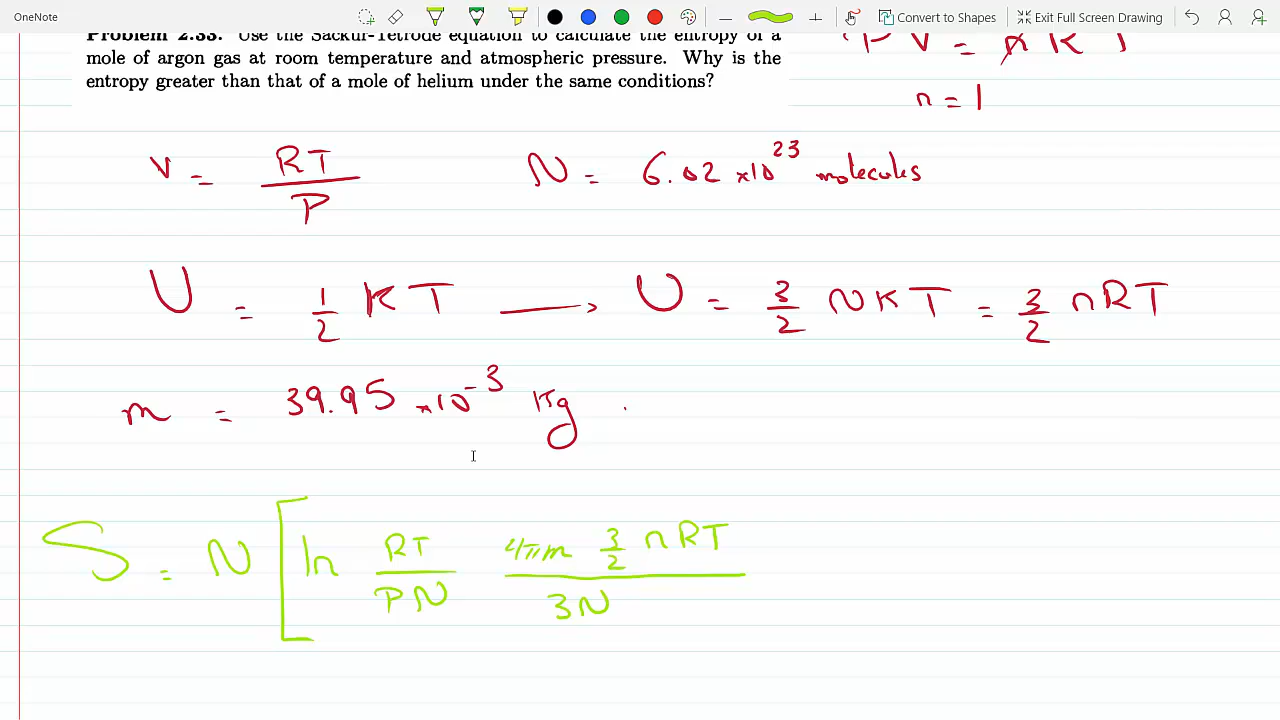 OneNote
Convert to Shapes
Exit Full Screen Drawing
Problem 2.33. Use the Sackur-Tetrode equation to calculate the entropy of a
mole of argon gas at room temperature and atmospheric pressure. Why is the
entropy greater than that of a mole of helium under the same conditions?
PV = nRT
n = 1
V = RT/P
N = 6.02 ×10^23 molecules
U = 1/2 KT → U = 3/2 NKT = 3/2 nRT
m = 39.95 ×10^-3 Kg .
S = N [ ln RT/PN 4πm 3/2 nRT / 3N